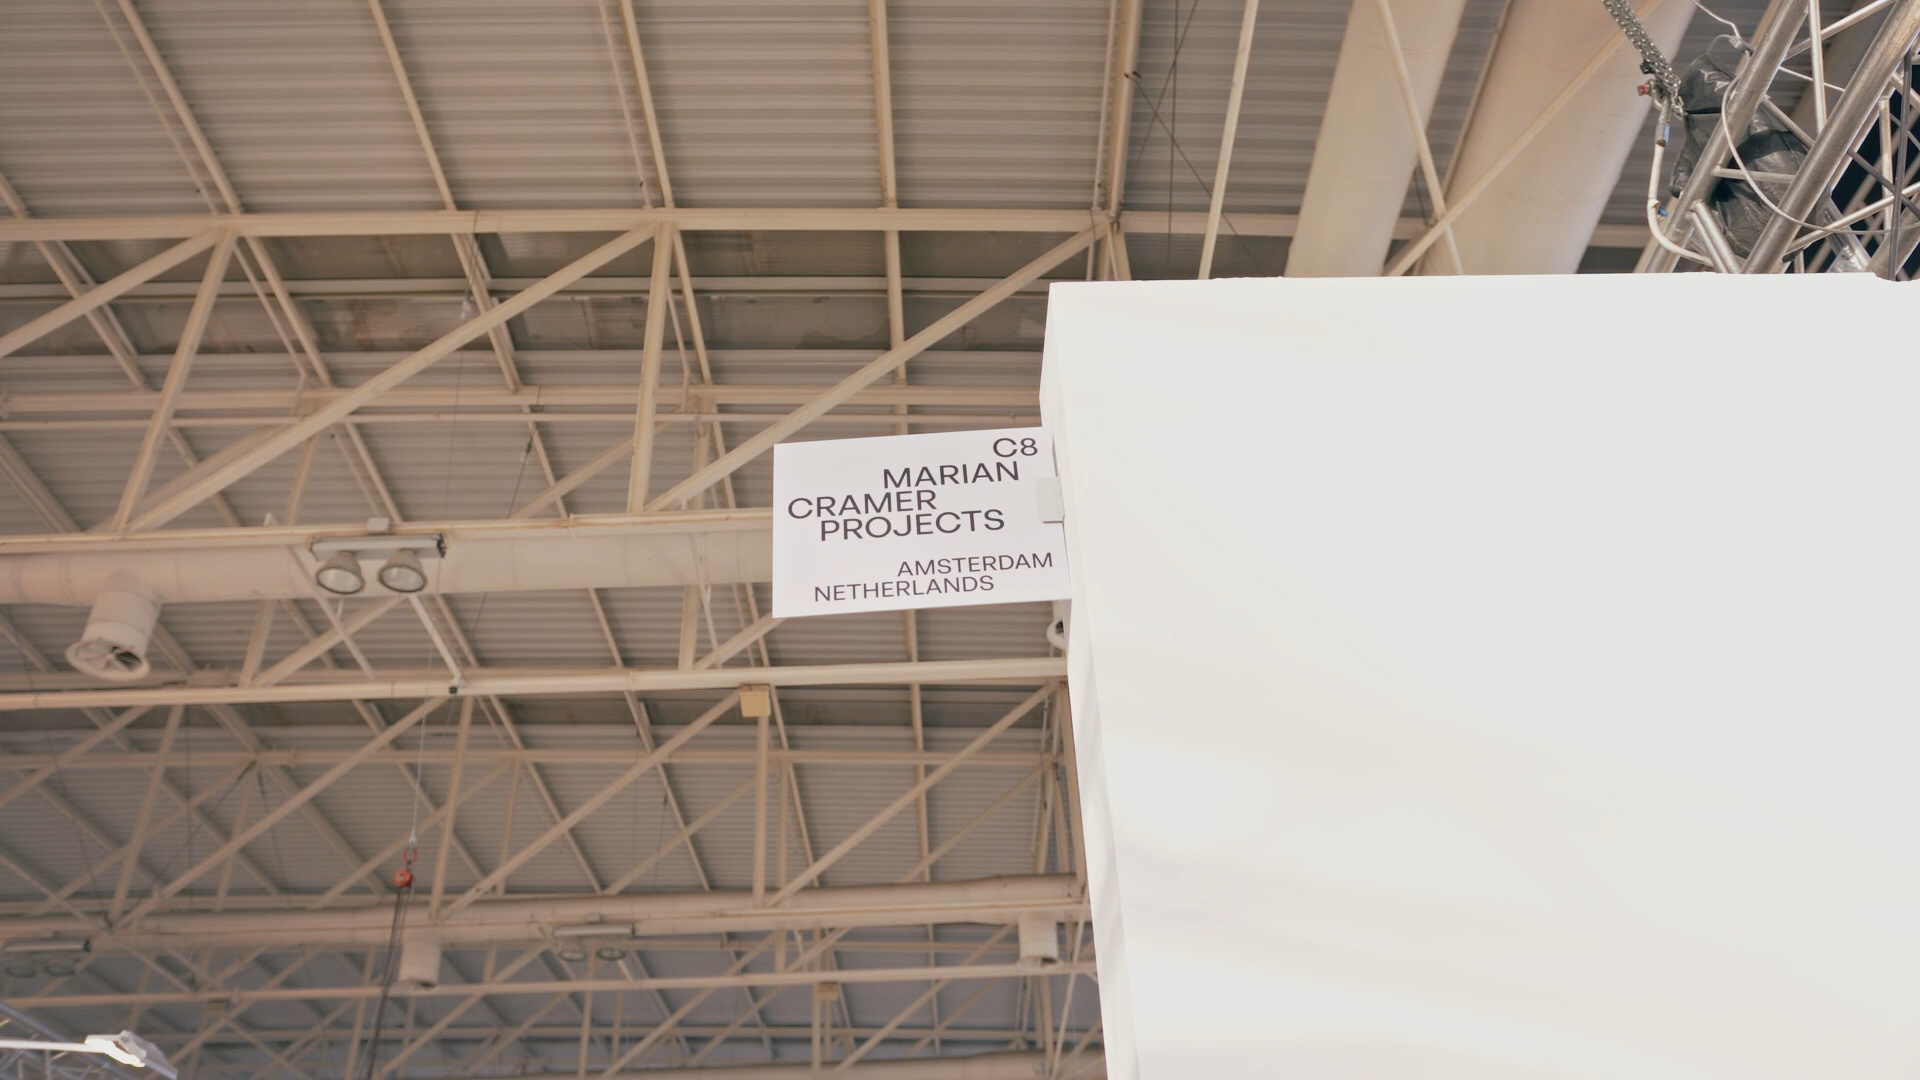 C8
MARIAN
CRAMER
PROJECTS
AMSTERDAM
NETHERLANDS